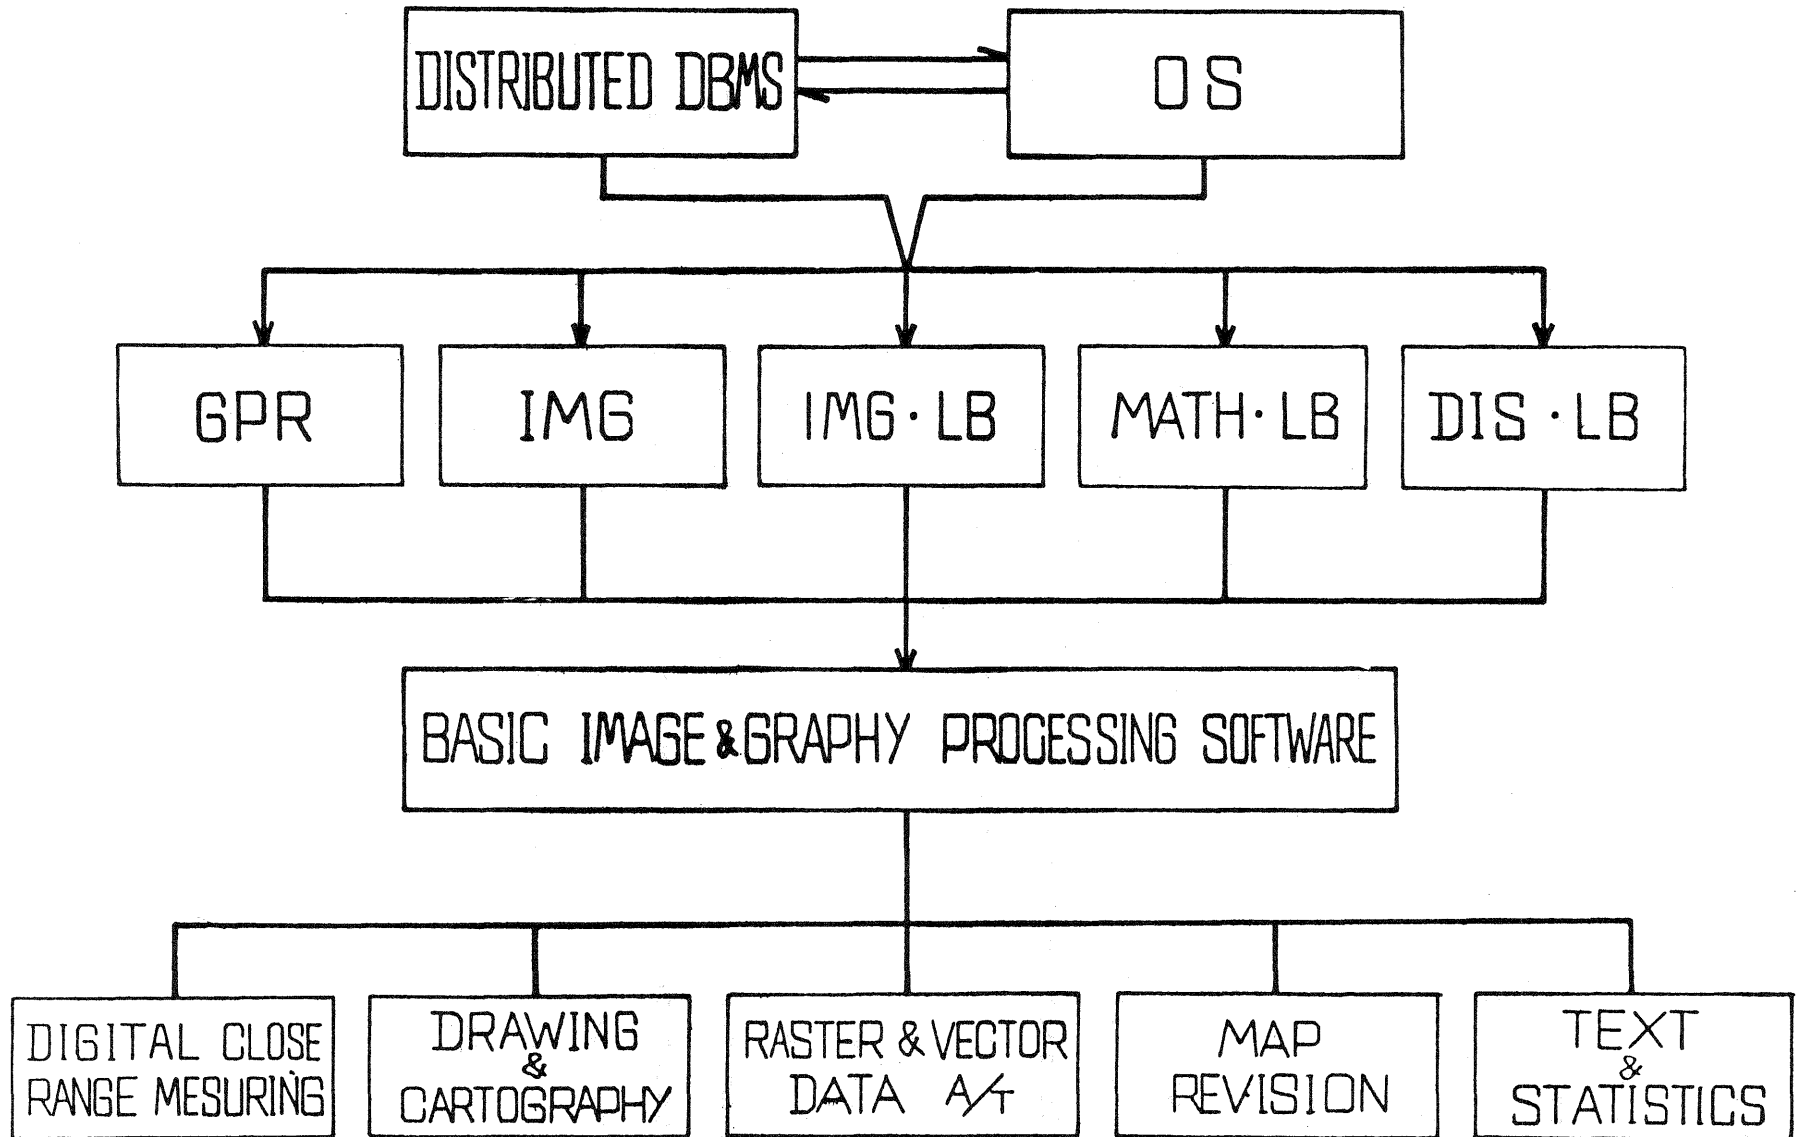 DISTRIBUTED DBMS
OS
GPR
IMG
IMG·LB
MATH·LB
DIS·LB
BASIC IMAGE & GRAPHY PROCESSING SOFTWARE
DIGITAL CLOSE
RANGE MESURING
DRAWING
&
CARTOGRAPHY
RASTER & VECTOR
DATA A/T
MAP
REVISION
TEXT
&
STATISTICS